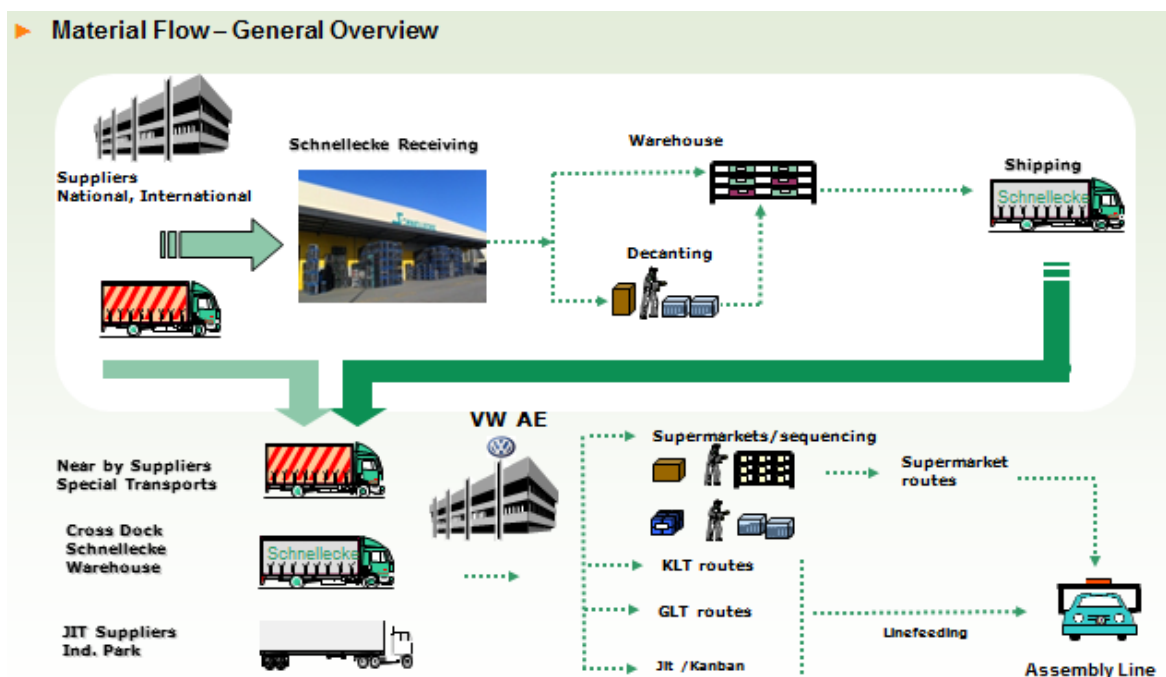 Material Flow – General Overview
Suppliers
National, International
Schnellecke Receiving
Warehouse
Decanting
Shipping
Schnellecke
VW AE
Near by Suppliers
Special Transports
Cross Dock
Schnellecke
Warehouse
Schnellecke
JIT Suppliers
Ind. Park
Supermarkets/sequencing
Supermarket
routes
KLT routes
GLT routes
Jit /Kanban
Linefeeding
Assembly Line